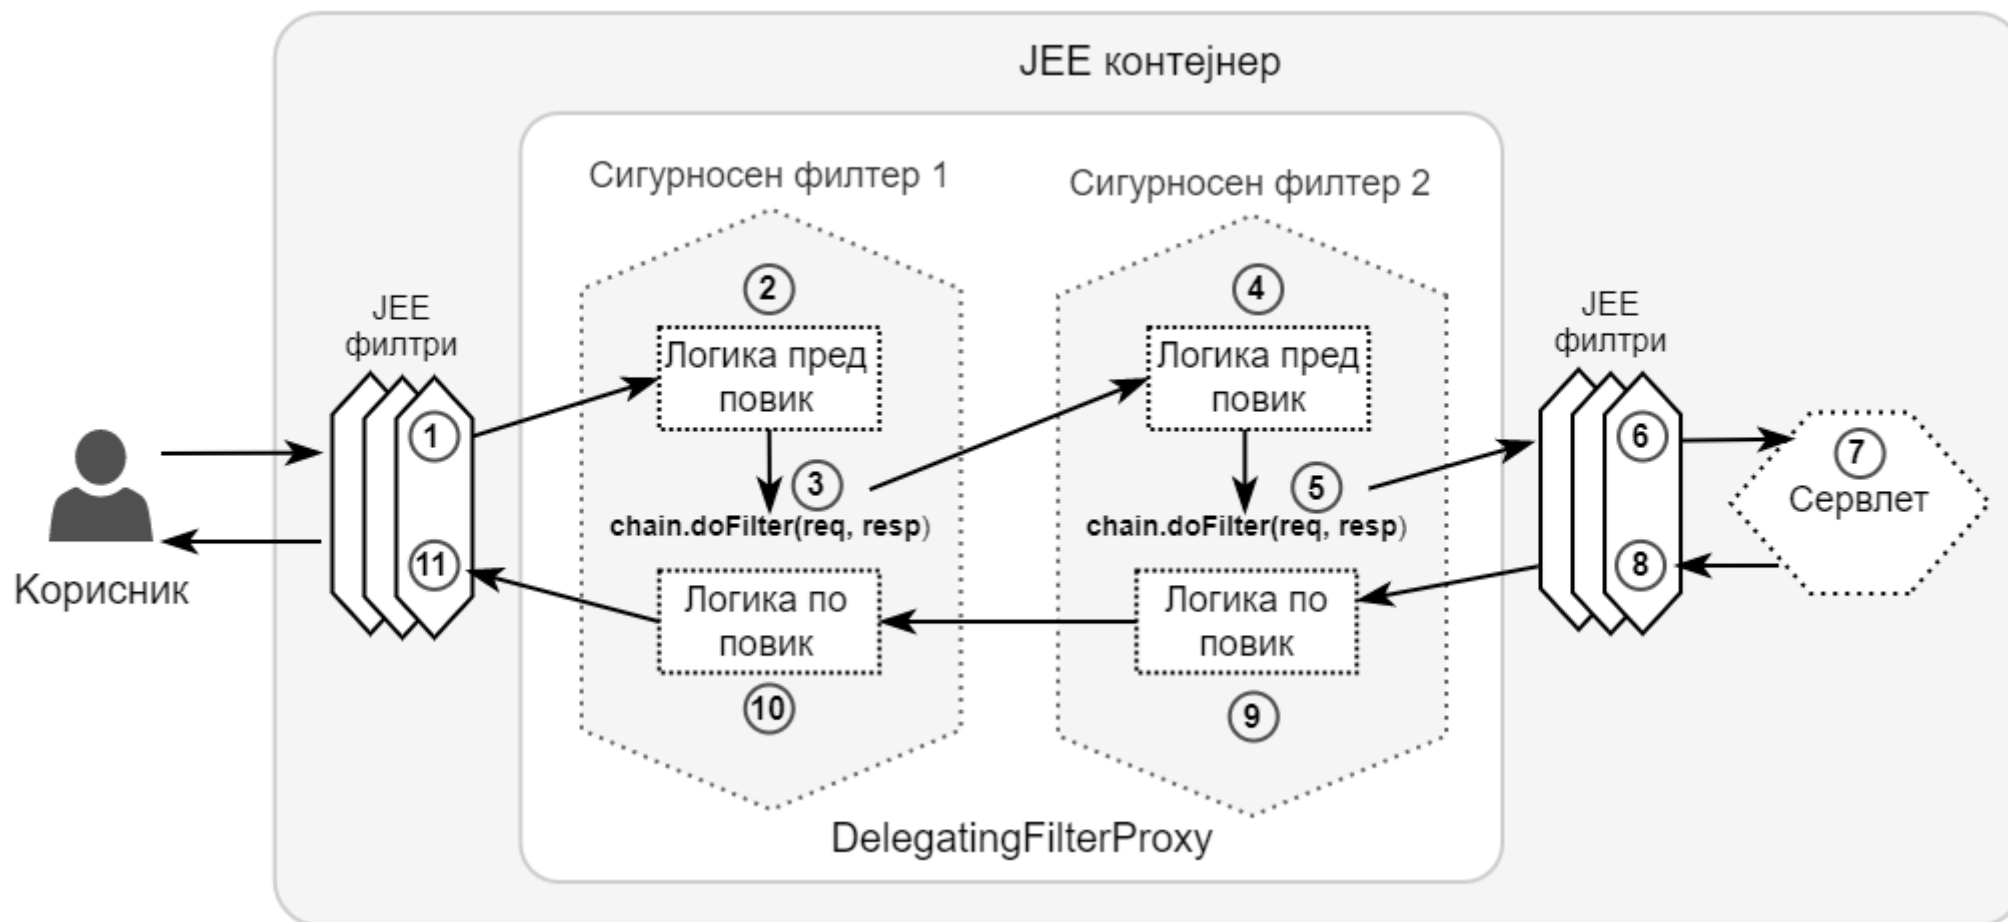 JEE контејнер
Сигурносен филтер 1
Сигурносен филтер 2
JEE
филтри
2
Логика пред
повик
4
Логика пред
повик
JEE
филтри
1
3
chain.doFilter(req, resp)
5
chain.doFilter(req, resp)
6
7
Сервлет
11
Логика по
повик
10
Логика по
повик
9
8
Корисник
DelegatingFilterProxy